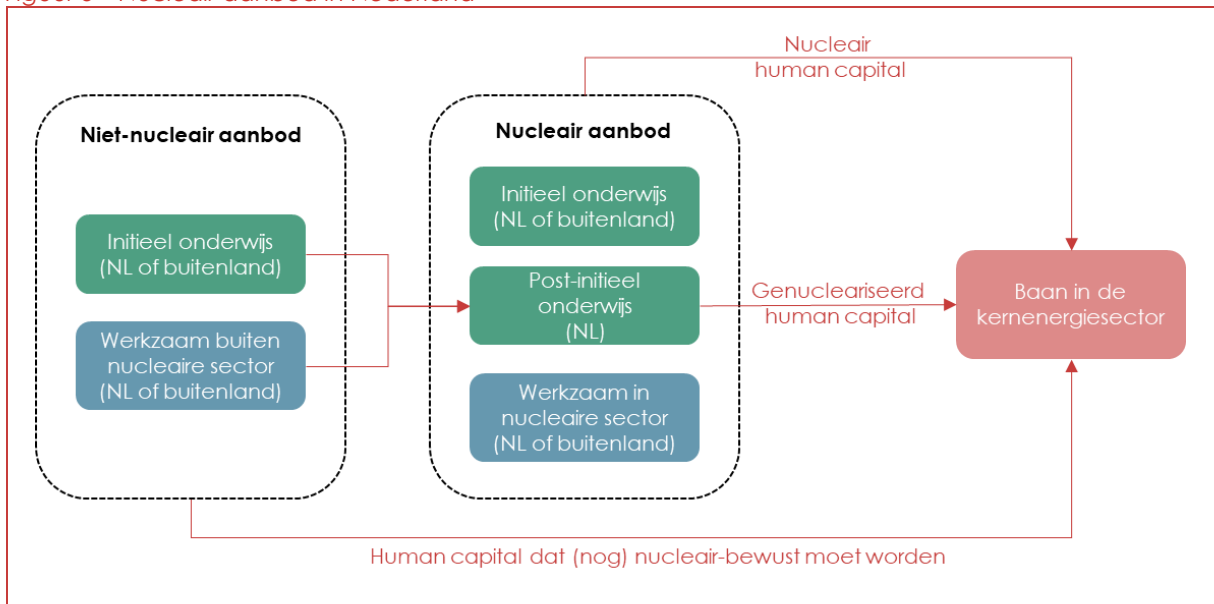 Nucleair
human capital
Niet-nucleair aanbod
Initieel onderwijs
(NL of buitenland)
Werkzaam buiten
nucleaire sector
(NL of buitenland)
Nucleair aanbod
Initieel onderwijs
(NL of buitenland)
Post-initieel
onderwijs
(NL)
Werkzaam in
nucleaire sector
(NL of buitenland)
Genucleariseerd
human capital
Baan in de
kernenergiesector
Human capital dat (nog) nucleair-bewust moet worden